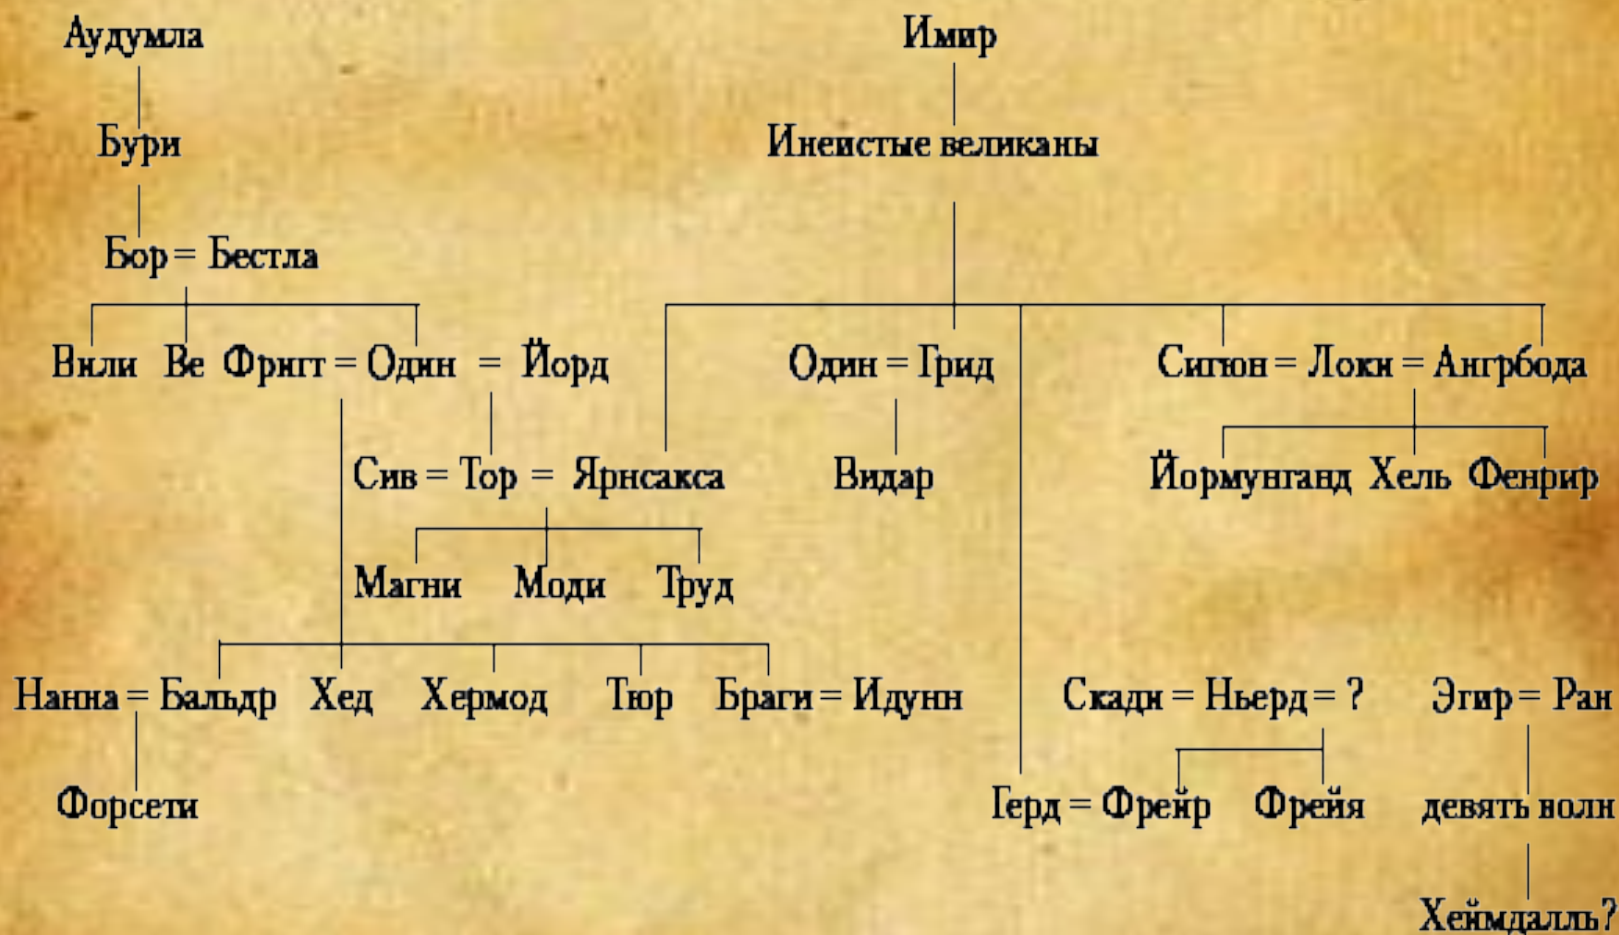 Аудумла Имир
Бури Инеистые великаны
Бор = Бестла
Вили Ве Фригг = Один = Йорд Один = Грид Сигюн = Локи = Ангрбода
Сив = Тор = Ярнсакса Видар Йормунганд Хель Фенрир
Магни Моди Труд
Нанна = Бальдр Хед Хермод Тюр Браги = Идунн Скади = Ньерд = ? Эгир = Ран
Форсети Герд = Фрейр Фрейя девять волн
Хеймдалль?